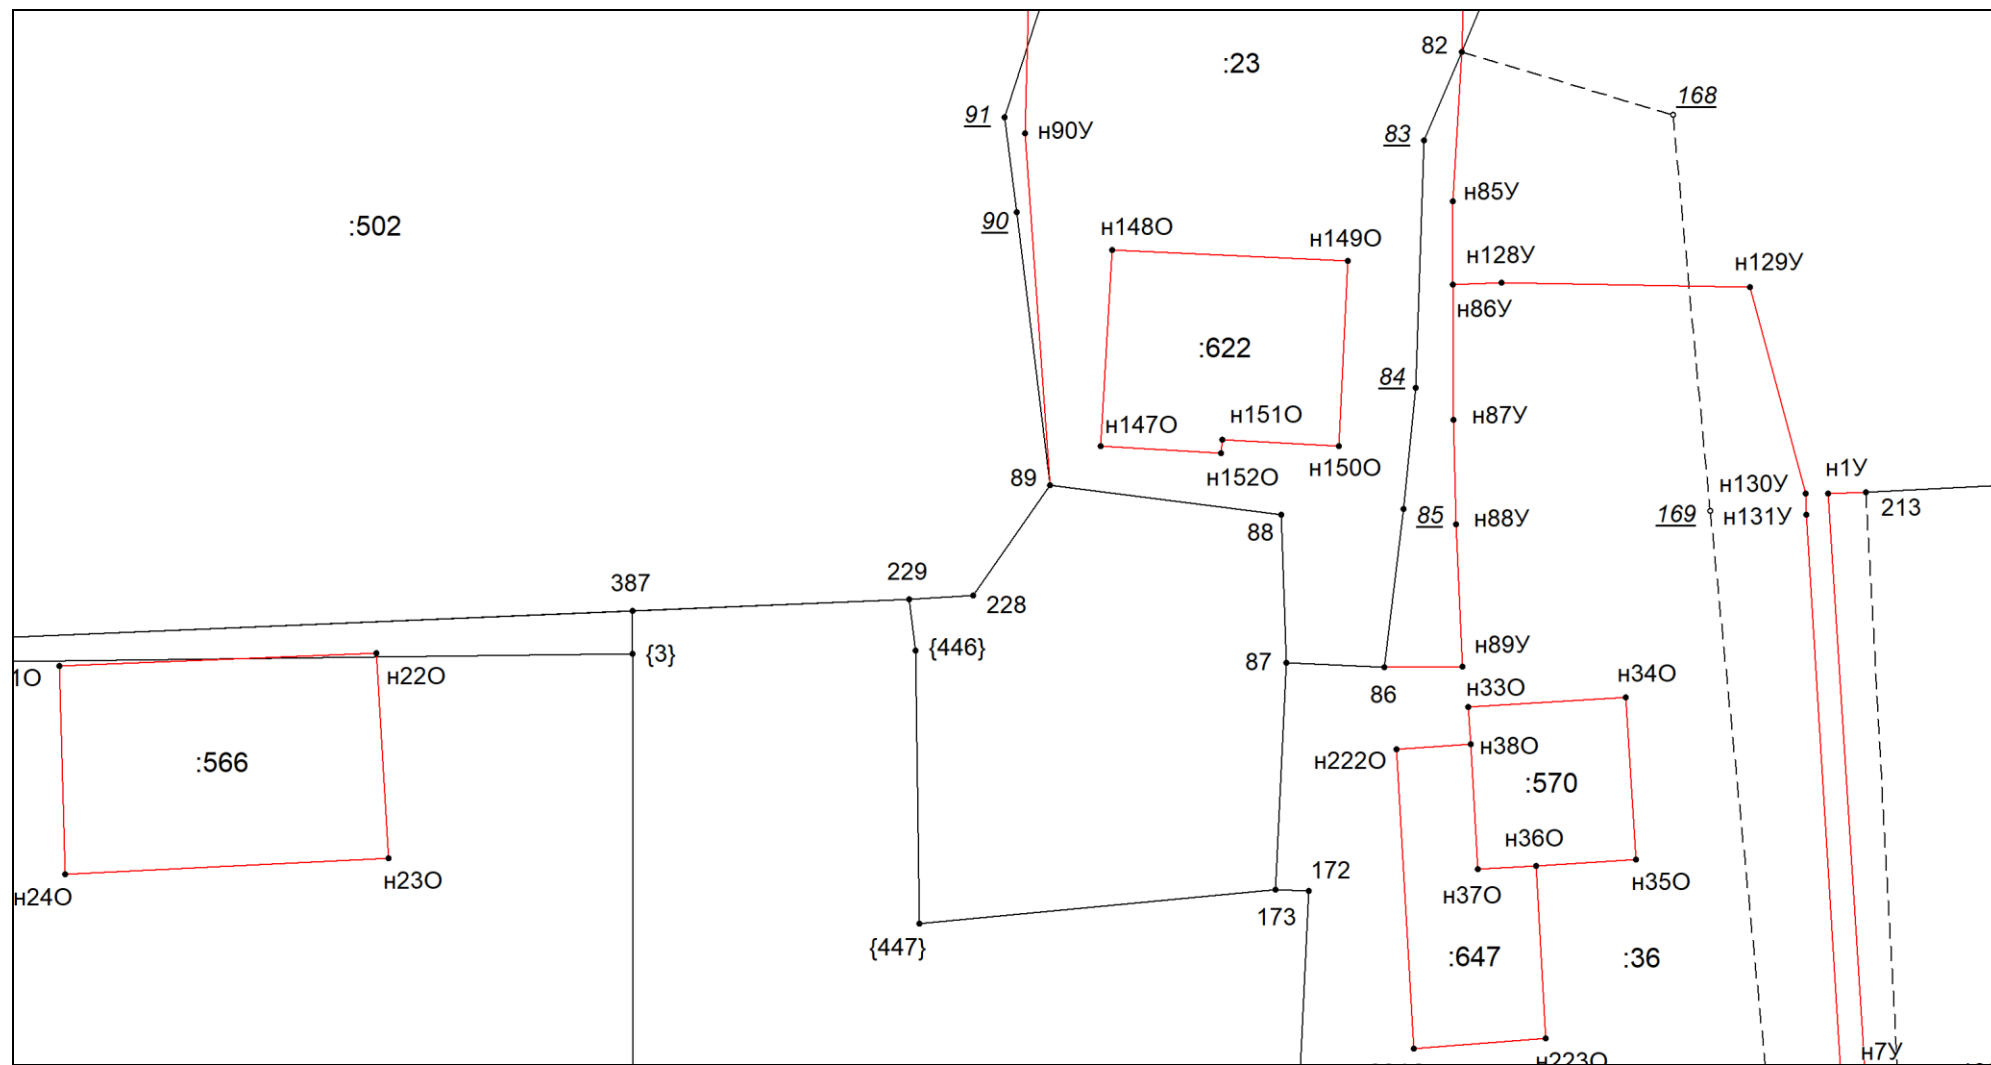 82
:23
168
91
н90У
83
н85У
90
:502
н148О
н149О
н128У
н129У
н86У
:622
84
н151О
н147О
н87У
н152О
н150О
89
н130У
н1У
88
85
н88У
169
н131У
213
387
229
228
{3}
{446}
87
н89У
86
1О
н22О
н33О
н34О
н222О
н38О
:566
:570
н36О
н24О
н23О
172
н37О
н35О
173
{447}
:647
:36
н223О
н7У